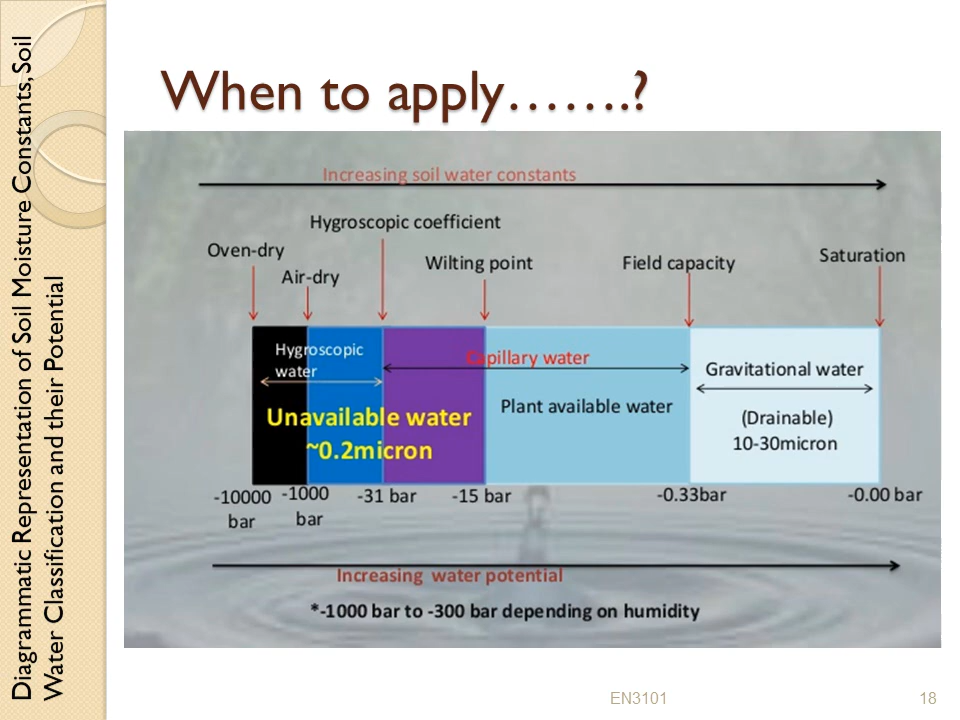 Diagrammatic Representation of Soil Moisture Constants, Soil
Water Classification and their Potential
When to apply…….?
Increasing soil water constants
Hygroscopic coefficient
Oven-dry
Air-dry
Wilting point
Field capacity
Saturation
Hygroscopic
water
Capillary water
Gravitational water
Unavailable water
~0.2micron
Plant available water
(Drainable)
10-30micron
-10000
bar
-1000
bar
-31 bar
-15 bar
-0.33bar
-0.00 bar
Increasing water potential
*-1000 bar to -300 bar depending on humidity
EN3101
18